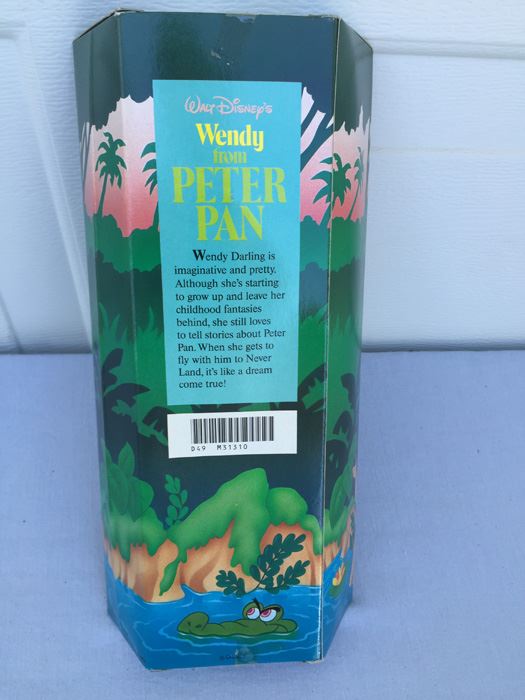 Walt Disney's
Wendy
from
PETER
PAN
Wendy Darling is
imaginative and pretty.
Although she's starting
to grow up and leave her
childhood fantasies
behind, she still loves
to tell stories about Peter
Pan. When she gets to
fly with him to Never
Land, it's like a dream
come true!
D49 M31310